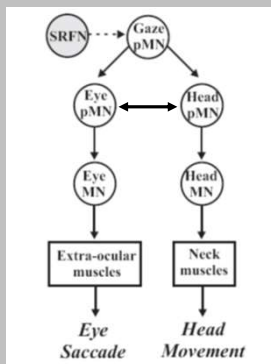 SRFN
Gaze
pMN
Eye
pMN
Head
pMN
Eye
MN
Head
MN
Extra-ocular
muscles
Neck
muscles
Eye
Saccade
Head
Movement